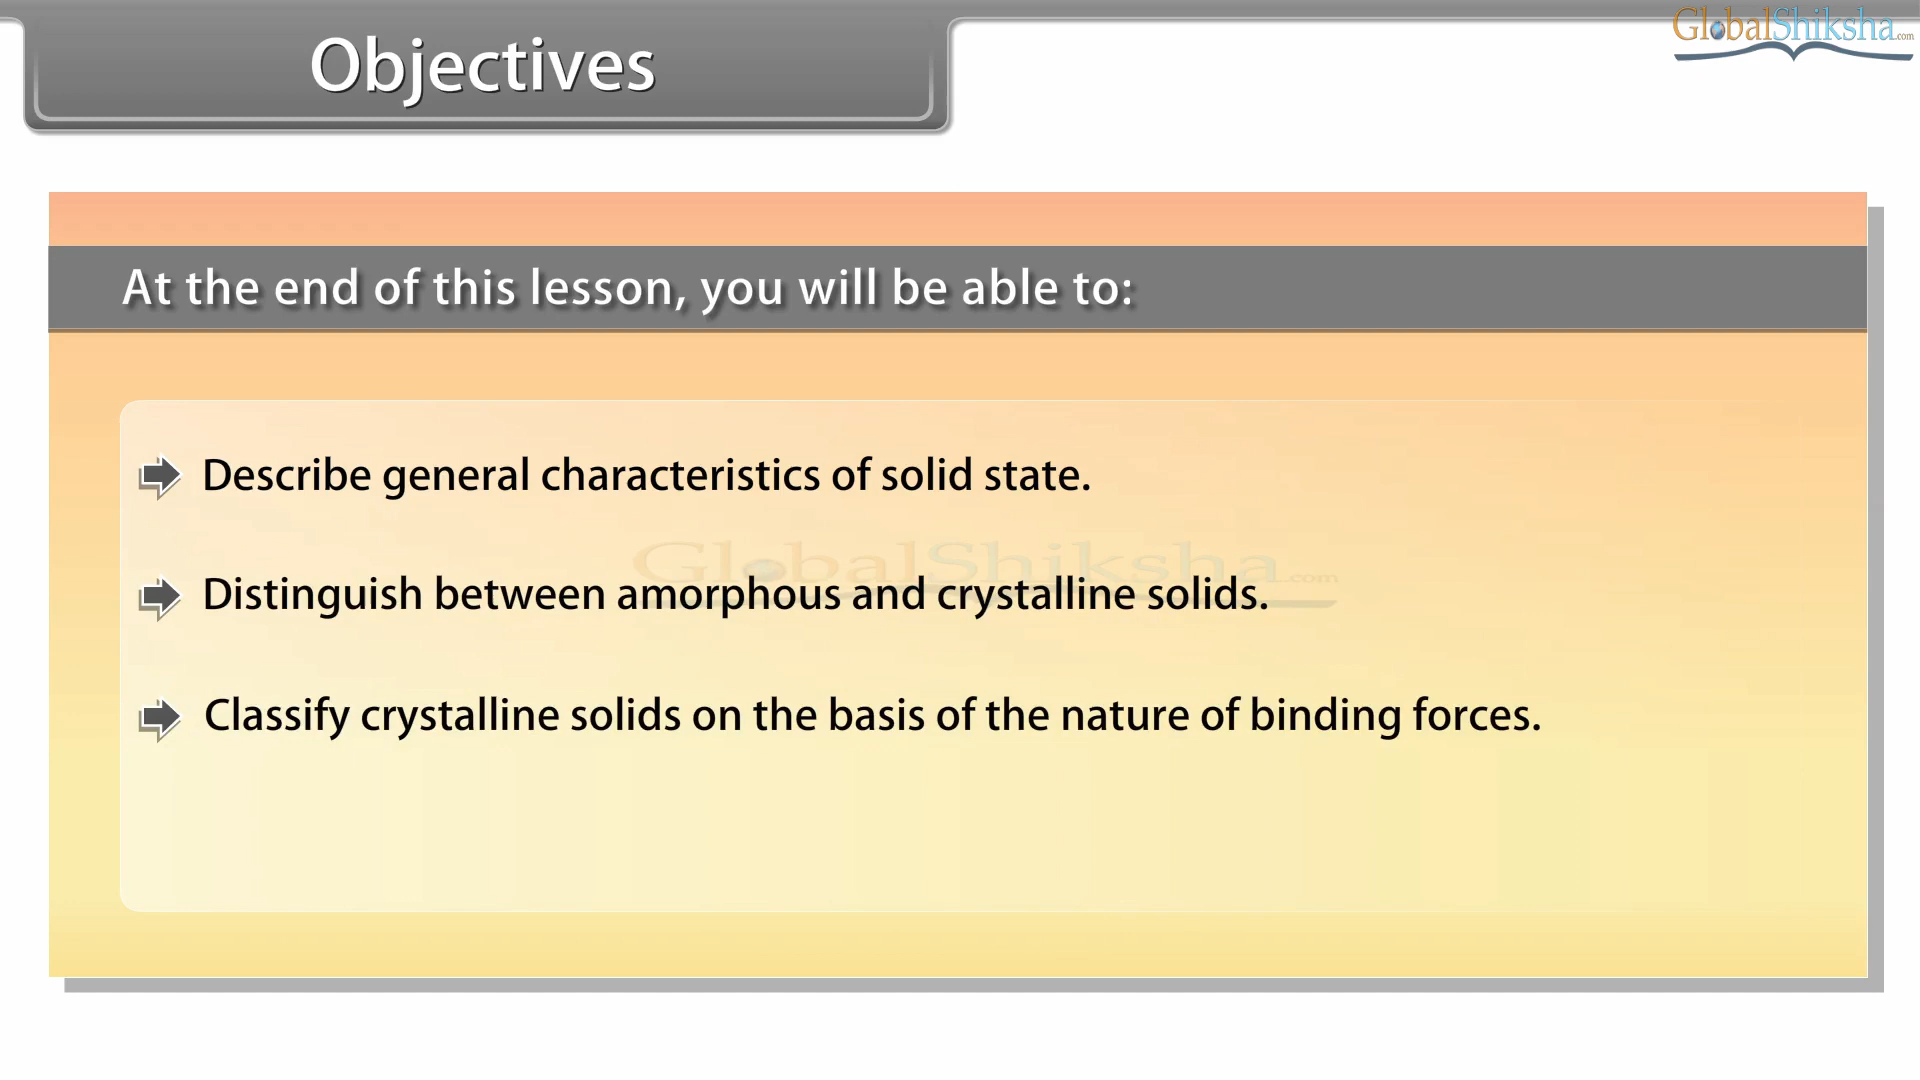 Objectives
GlobalShiksha.com
At the end of this lesson, you will be able to:
Describe general characteristics of solid state.
GlobalShiksha.com
Distinguish between amorphous and crystalline solids.
Classify crystalline solids on the basis of the nature of binding forces.